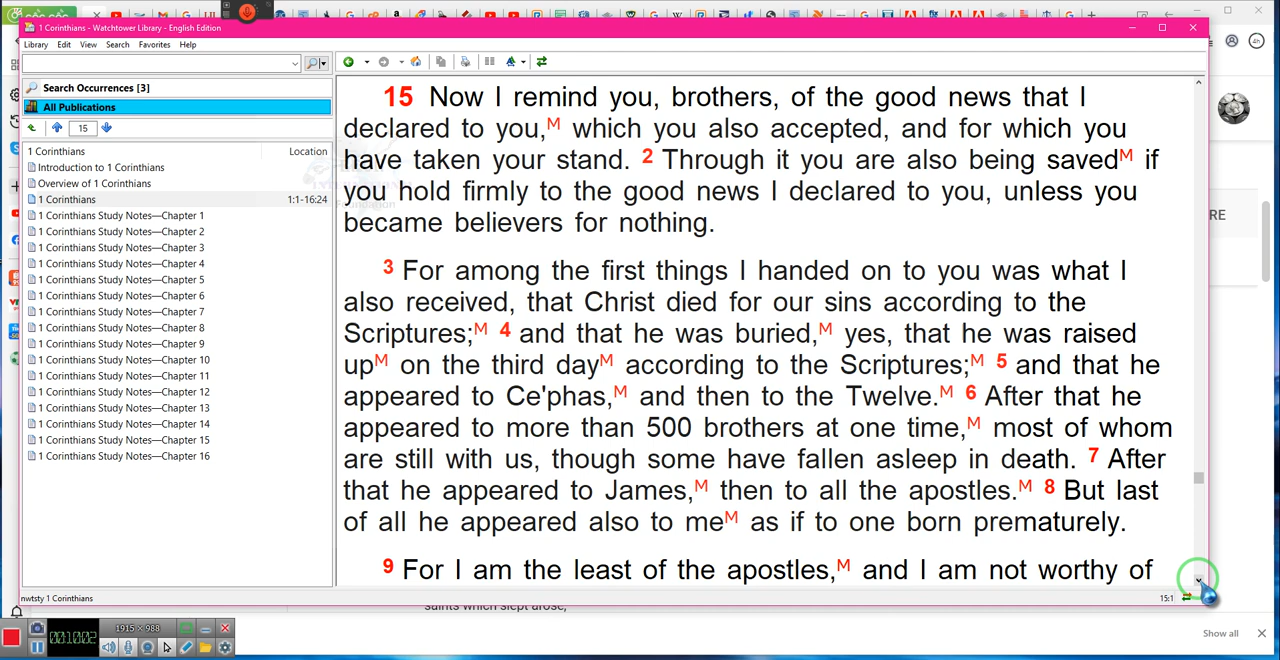 1 Corinthians - Watchtower Library - English Edition
Library Edit View Search Favorites Help
Search Occurrences [3]
All Publications
15
1 Corinthians Location
Introduction to 1 Corinthians
Overview of 1 Corinthians
1 Corinthians 1:1-16:24
1 Corinthians Study Notes—Chapter 1
1 Corinthians Study Notes—Chapter 2
1 Corinthians Study Notes—Chapter 3
1 Corinthians Study Notes—Chapter 4
1 Corinthians Study Notes—Chapter 5
1 Corinthians Study Notes—Chapter 6
1 Corinthians Study Notes—Chapter 7
1 Corinthians Study Notes—Chapter 8
1 Corinthians Study Notes—Chapter 9
1 Corinthians Study Notes—Chapter 10
1 Corinthians Study Notes—Chapter 11
1 Corinthians Study Notes—Chapter 12
1 Corinthians Study Notes—Chapter 13
1 Corinthians Study Notes—Chapter 14
1 Corinthians Study Notes—Chapter 15
1 Corinthians Study Notes—Chapter 16
15 Now I remind you, brothers, of the good news that I
declared to you,M which you also accepted, and for which you
have taken your stand. 2 Through it you are also being savedM if
you hold firmly to the good news I declared to you, unless you
became believers for nothing.
3 For among the first things I handed on to you was what I
also received, that Christ died for our sins according to the
Scriptures;M 4 and that he was buried,M yes, that he was raised
upM on the third dayM according to the Scriptures;M 5 and that he
appeared to Ce'phas,M and then to the Twelve.M 6 After that he
appeared to more than 500 brothers at one time,M most of whom
are still with us, though some have fallen asleep in death. 7 After
that he appeared to James,M then to all the apostles.M 8 But last
of all he appeared also to meM as if to one born prematurely.
9 For I am the least of the apostles,M and I am not worthy of
nwtsty 1 Corinthians
15:1
saints which slept arose,
RE
Show all
1915 × 988